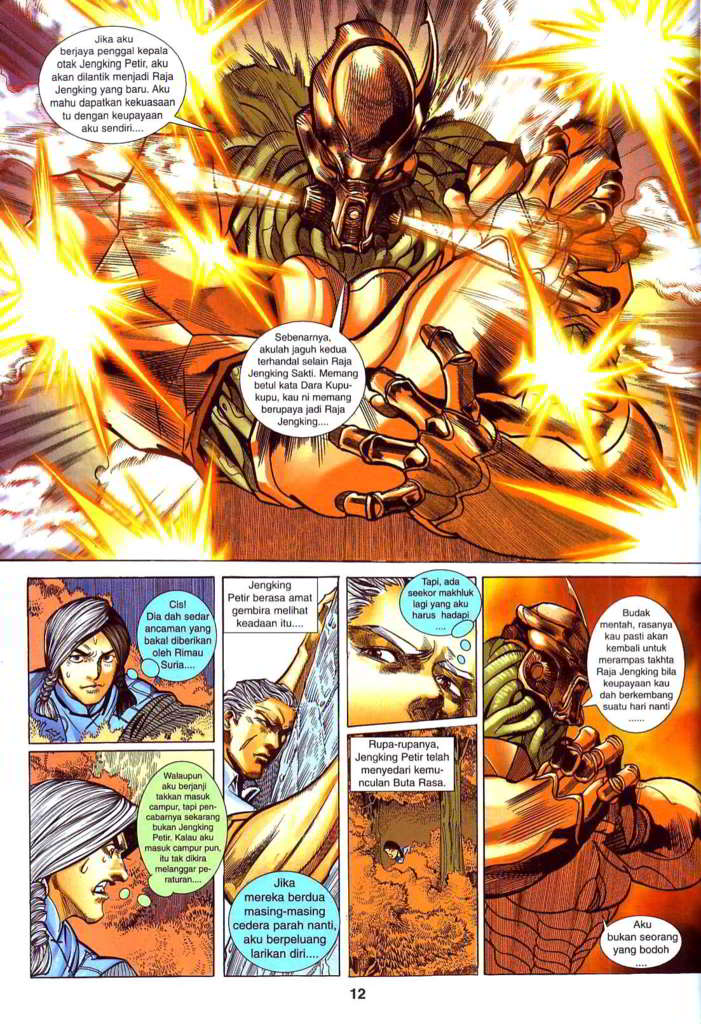 Jika aku
berjaya penggal kepala
otak Jengking Petir, aku
akan dilantik menjadi Raja
Jengking yang baru. Aku
mahu dapatkan kekuasaan
tu dengan keupayaan
aku sendiri....
Sebenarnya,
akulah jaguh kedua
terhandal selain Raja
Jengking Sakti. Memang
betul kata Dara Kupu-
kupu, kau ni memang
berupaya jadi Raja
Jengking....
Cis!
Dia dah sedar
ancaman yang
bakal diberikan
oleh Rimau
Suria....
Walaupun
aku berjanji
takkan masuk
campur, tapi pen-
cabarnya sekarang
bukan Jengking
Petir. Kalau aku
masuk campur pun,
itu tak dikira
melanggar pe-
raturan....
Jengking
Petir berasa amat
gembira melihat
keadaan itu....
Jika
mereka berdua
masing-masing
cedera parah nanti,
aku berpeluang
larikan diri....
Tapi, ada
seekor makhluk
lagi yang aku
harus hadapi
....
Rupa-rupanya,
Jengking Petir telah
menyedari kemu-
nculan Buta Rasa.
Budak
mentah, rasanya
kau pasti akan
kembali untuk
merampas takhta
Raja Jengking bila
keupayaan kau
dah berkembang
suatu hari nanti
......
Aku
bukan seorang
yang bodoh
....
12